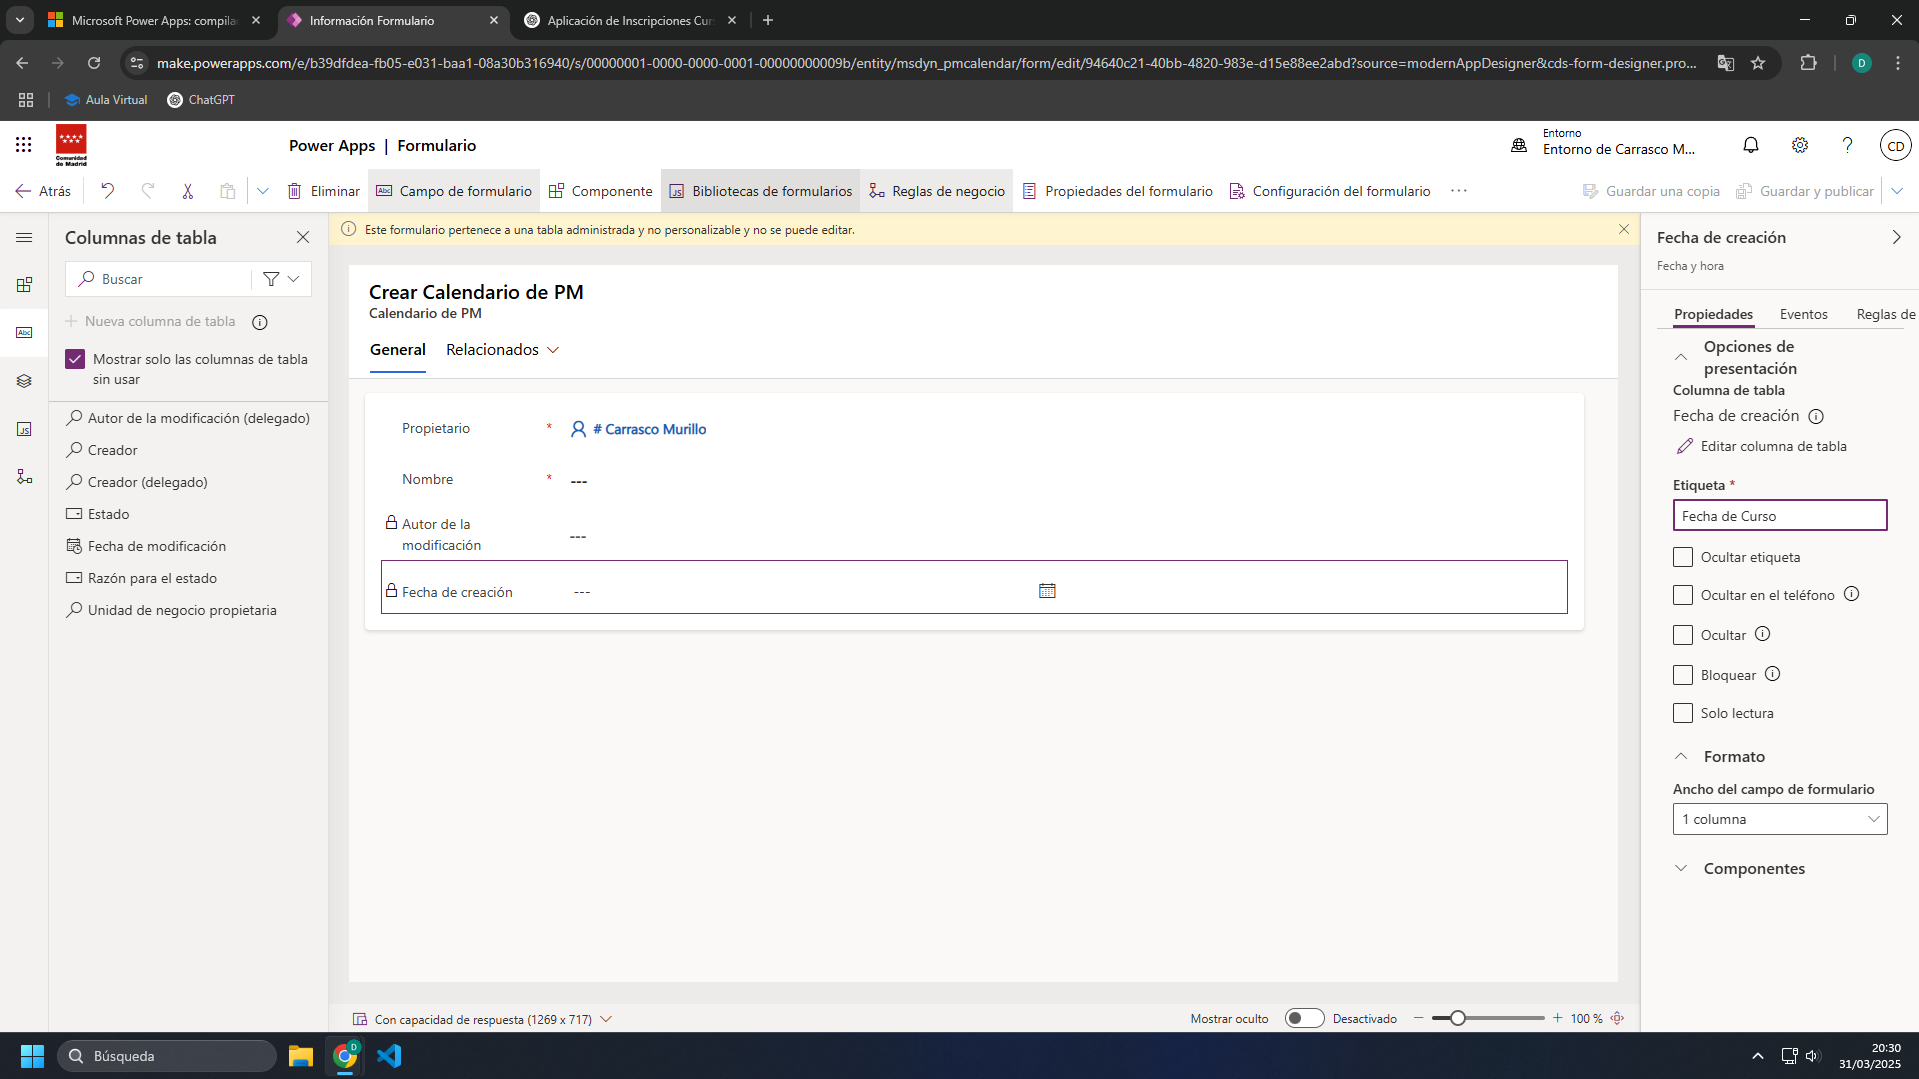 Microsoft Power Apps: compila
Información Formulario
Aplicación de Inscripciones Cur
make.powerapps.com/e/b39dfdea-fb05-e031-baa1-08a30b316940/s/00000001-0000-0000-0001-00000000009b/entity/msdyn_pmcalendar/form/edit/94640c21-40bb-4820-983e-d15e88ee2abd?source=modernAppDesigner&cds-form-designer.pro...
D
Aula Virtual
ChatGPT
Comunidad
de Madrid
Power Apps | Formulario
Entorno
Entorno de Carrasco M...
CD
Atrás
Eliminar
Abc Campo de formulario
Componente
JS Bibliotecas de formularios
Reglas de negocio
Propiedades del formulario
Configuración del formulario
...
Guardar una copia
Guardar y publicar
Columnas de tabla
Buscar
+ Nueva columna de tabla
Abc
JS
Mostrar solo las columnas de tabla
sin usar
Autor de la modificación (delegado)
Creador
Creador (delegado)
Estado
Fecha de modificación
Razón para el estado
Unidad de negocio propietaria
Este formulario pertenece a una tabla administrada y no personalizable y no se puede editar.
Crear Calendario de PM
Calendario de PM
General
Relacionados
Propietario * # Carrasco Murillo
Nombre * ---
Autor de la
modificación
---
Fecha de creación ---
Con capacidad de respuesta (1269 x 717)
Mostrar oculto
Desactivado
100 %
Fecha de creación
Fecha y hora
Propiedades
Eventos
Reglas de
Opciones de
presentación
Columna de tabla
Fecha de creación
Editar columna de tabla
Etiqueta *
Fecha de Curso
Ocultar etiqueta
Ocultar en el teléfono
Ocultar
Bloquear
Solo lectura
Formato
Ancho del campo de formulario
1 columna
Componentes
Búsqueda
D
20:30
31/03/2025